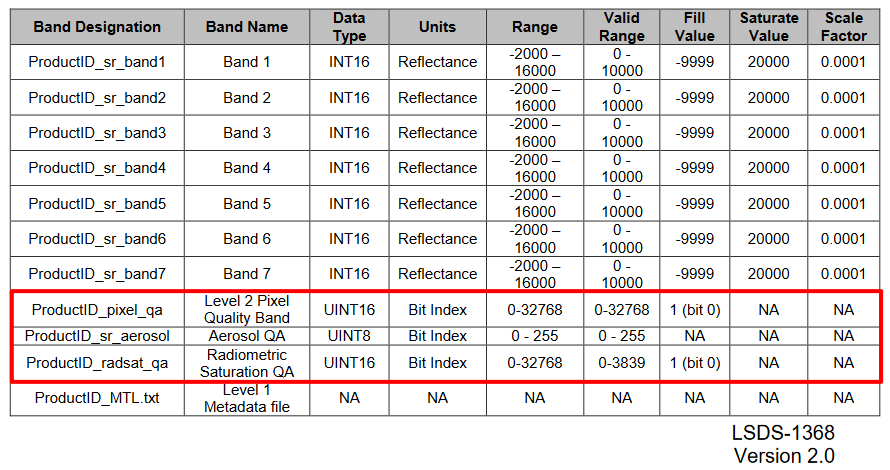 Band Designation Band Name Data Type Units Range Valid Range Fill Value Saturate Value Scale Factor
ProductID_sr_band1 Band 1 INT16 Reflectance -2000 – 16000 0 - 10000 -9999 20000 0.0001
ProductID_sr_band2 Band 2 INT16 Reflectance -2000 – 16000 0 - 10000 -9999 20000 0.0001
ProductID_sr_band3 Band 3 INT16 Reflectance -2000 – 16000 0 - 10000 -9999 20000 0.0001
ProductID_sr_band4 Band 4 INT16 Reflectance -2000 – 16000 0 - 10000 -9999 20000 0.0001
ProductID_sr_band5 Band 5 INT16 Reflectance -2000 – 16000 0 - 10000 -9999 20000 0.0001
ProductID_sr_band6 Band 6 INT16 Reflectance -2000 – 16000 0 - 10000 -9999 20000 0.0001
ProductID_sr_band7 Band 7 INT16 Reflectance -2000 – 16000 0 - 10000 -9999 20000 0.0001
ProductID_pixel_qa Level 2 Pixel Quality Band UINT16 Bit Index 0-32768 0-32768 1 (bit 0) NA NA
ProductID_sr_aerosol Aerosol QA UINT8 Bit Index 0 - 255 0 - 255 NA NA NA
ProductID_radsat_qa Radiometric Saturation QA UINT16 Bit Index 0-32768 0-3839 1 (bit 0) NA NA
ProductID_MTL.txt Level 1 Metadata file NA NA NA NA NA NA NA
LSDS-1368
Version 2.0